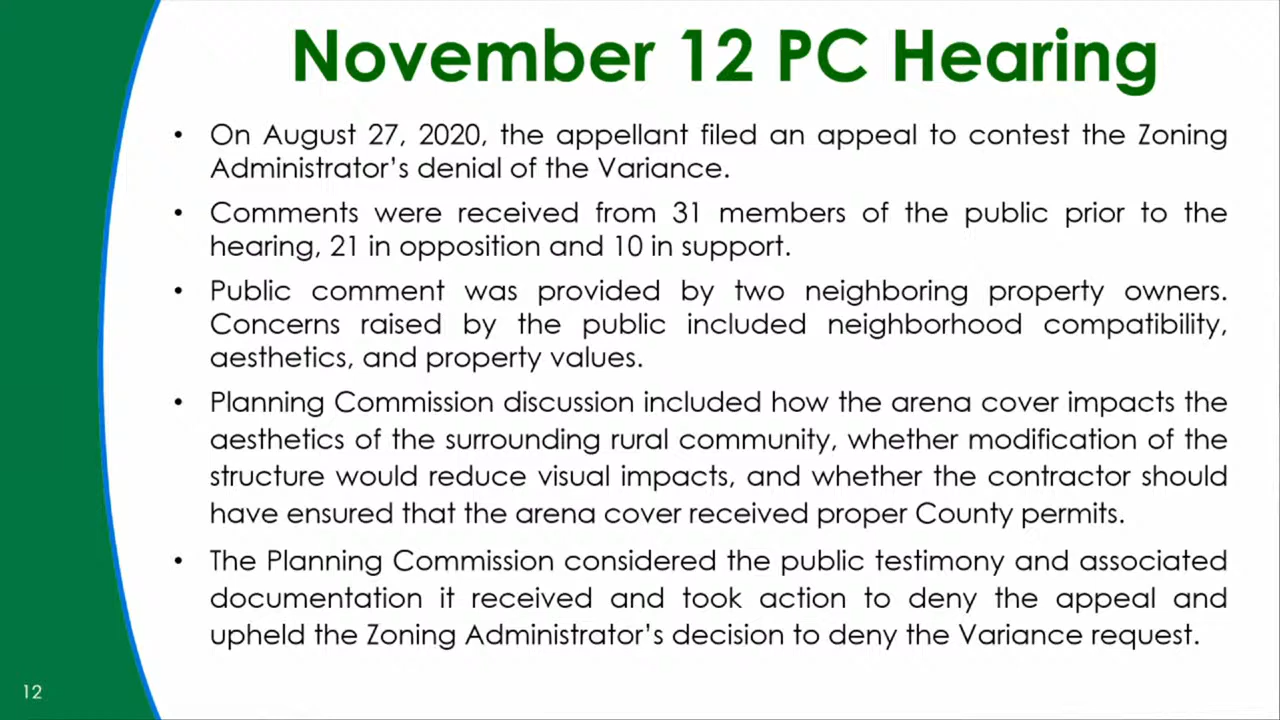 November 12 PC Hearing
• On August 27, 2020, the appellant filed an appeal to contest the Zoning
Administrator’s denial of the Variance.
• Comments were received from 31 members of the public prior to the
hearing, 21 in opposition and 10 in support.
• Public comment was provided by two neighboring property owners.
Concerns raised by the public included neighborhood compatibility,
aesthetics, and property values.
• Planning Commission discussion included how the arena cover impacts the
aesthetics of the surrounding rural community, whether modification of the
structure would reduce visual impacts, and whether the contractor should
have ensured that the arena cover received proper County permits.
• The Planning Commission considered the public testimony and associated
documentation it received and took action to deny the appeal and
upheld the Zoning Administrator’s decision to deny the Variance request.
12